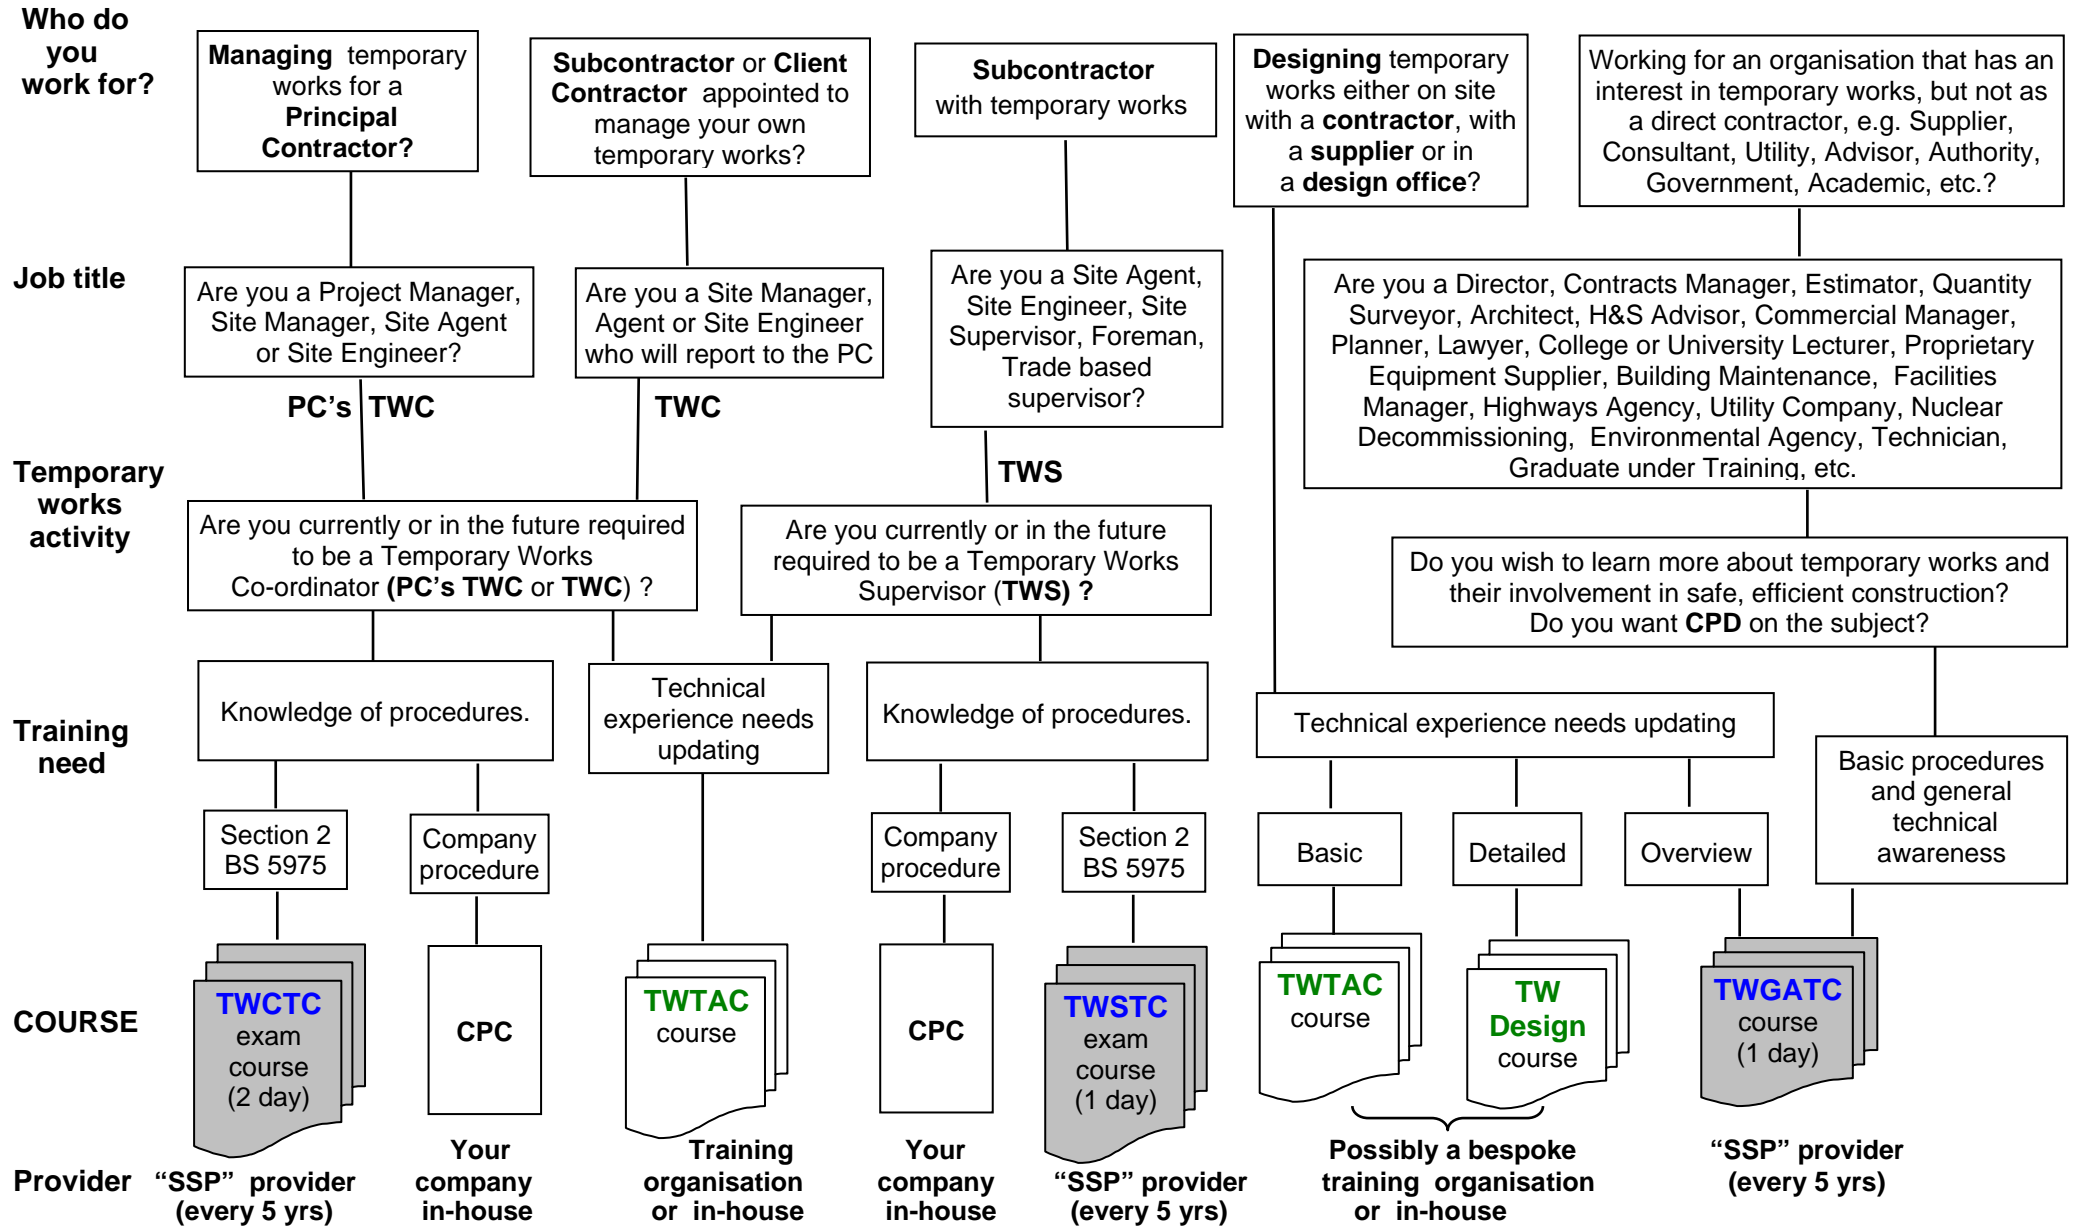 Who do
you
work for?
Managing temporary
works for a
Principal
Contractor?
Subcontractor or Client
Contractor appointed to
manage your own
temporary works?
Subcontractor
with temporary works
Designing temporary
works either on site
with a contractor, with
a supplier or in
a design office?
Working for an organisation that has an
interest in temporary works, but not as
a direct contractor, e.g. Supplier,
Consultant, Utility, Advisor, Authority,
Government, Academic, etc.?
Job title
Are you a Project Manager,
Site Manager, Site Agent
or Site Engineer?
Are you a Site Manager,
Agent or Site Engineer
who will report to the PC
Are you a Site Agent,
Site Engineer, Site
Supervisor, Foreman,
Trade based
supervisor?
Are you a Director, Contracts Manager, Estimator, Quantity
Surveyor, Architect, H&S Advisor, Commercial Manager,
Planner, Lawyer, College or University Lecturer, Proprietary
Equipment Supplier, Building Maintenance, Facilities
Manager, Highways Agency, Utility Company, Nuclear
Decommissioning, Environmental Agency, Technician,
Graduate under Training, etc.
PC's TWC
TWC
TWS
Temporary
works
activity
Are you currently or in the future required
to be a Temporary Works
Co-ordinator (PC's TWC or TWC) ?
Are you currently or in the future
required to be a Temporary Works
Supervisor (TWS) ?
Do you wish to learn more about temporary works and
their involvement in safe, efficient construction?
Do you want CPD on the subject?
Training
need
Knowledge of procedures.
Technical
experience needs
updating
Knowledge of procedures.
Technical experience needs updating
Basic procedures
and general
technical
awareness
Section 2
BS 5975
Company
procedure
Company
procedure
Section 2
BS 5975
Basic
Detailed
Overview
COURSE
TWCTC
exam
course
(2 day)
CPC
TWTAC
course
CPC
TWSTC
exam
course
(1 day)
TWTAC
course
TW
Design
course
TWGATC
course
(1 day)
Provider
“SSP” provider
(every 5 yrs)
Your
company
in-house
Training
organisation
or in-house
Your
company
in-house
“SSP” provider
(every 5 yrs)
Possibly a bespoke
training organisation
or in-house
“SSP” provider
(every 5 yrs)